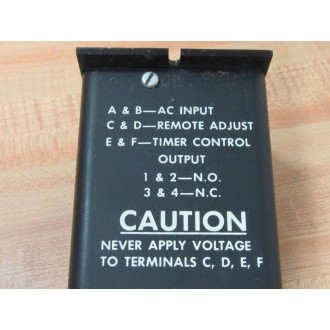 A & B—AC INPUT
C & D—REMOTE ADJUST
E & F—TIMER CONTROL
OUTPUT
1 & 2—N.O.
3 & 4—N.C.
CAUTION
NEVER APPLY VOLTAGE
TO TERMINALS C, D, E, F